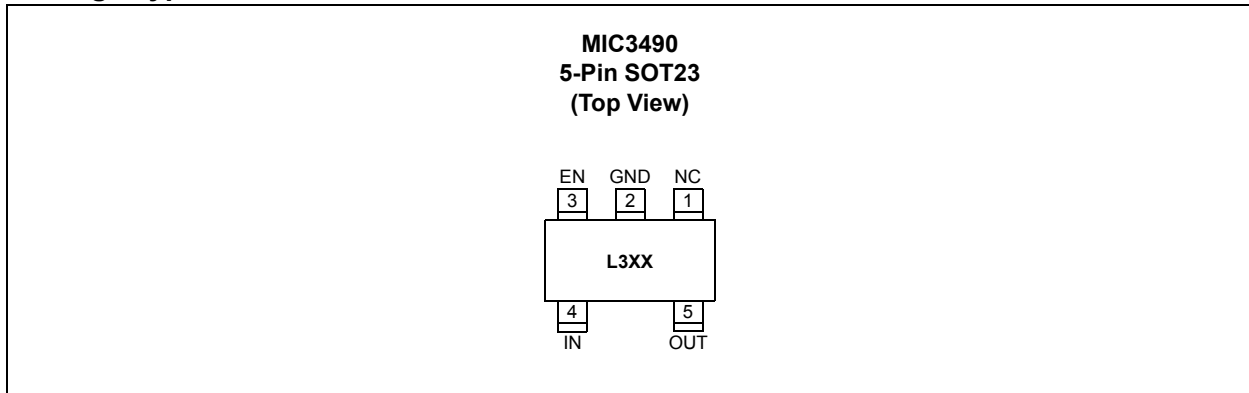 MIC3490
5-Pin SOT23
(Top View)
EN GND NC
3 2 1
L3XX
4 5
IN OUT